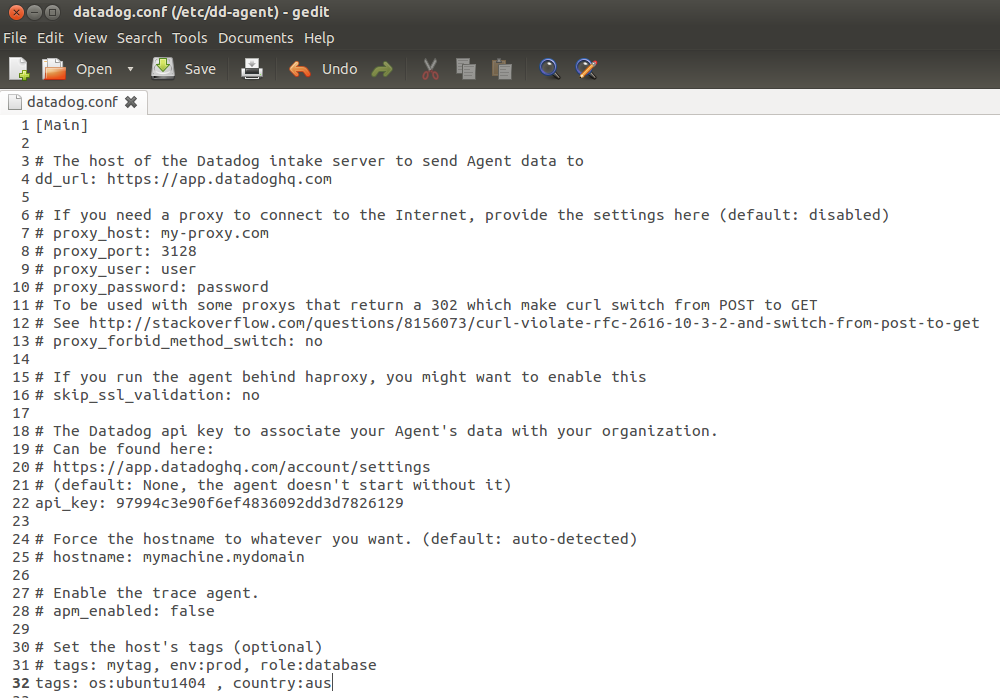 datadog.conf (/etc/dd-agent) - gedit
File Edit View Search Tools Documents Help
Open Save Undo
datadog.conf
1 [Main]
2
3 # The host of the Datadog intake server to send Agent data to
4 dd_url: https://app.datadoghq.com
5
6 # If you need a proxy to connect to the Internet, provide the settings here (default: disabled)
7 # proxy_host: my-proxy.com
8 # proxy_port: 3128
9 # proxy_user: user
10 # proxy_password: password
11 # To be used with some proxys that return a 302 which make curl switch from POST to GET
12 # See http://stackoverflow.com/questions/8156073/curl-violate-rfc-2616-10-3-2-and-switch-from-post-to-get
13 # proxy_forbid_method_switch: no
14
15 # If you run the agent behind haproxy, you might want to enable this
16 # skip_ssl_validation: no
17
18 # The Datadog api key to associate your Agent's data with your organization.
19 # Can be found here:
20 # https://app.datadoghq.com/account/settings
21 # (default: None, the agent doesn't start without it)
22 api_key: 97994c3e90f6ef4836092dd3d7826129
23
24 # Force the hostname to whatever you want. (default: auto-detected)
25 # hostname: mymachine.mydomain
26
27 # Enable the trace agent.
28 # apm_enabled: false
29
30 # Set the host's tags (optional)
31 # tags: mytag, env:prod, role:database
32 tags: os:ubuntu1404 , country:aus